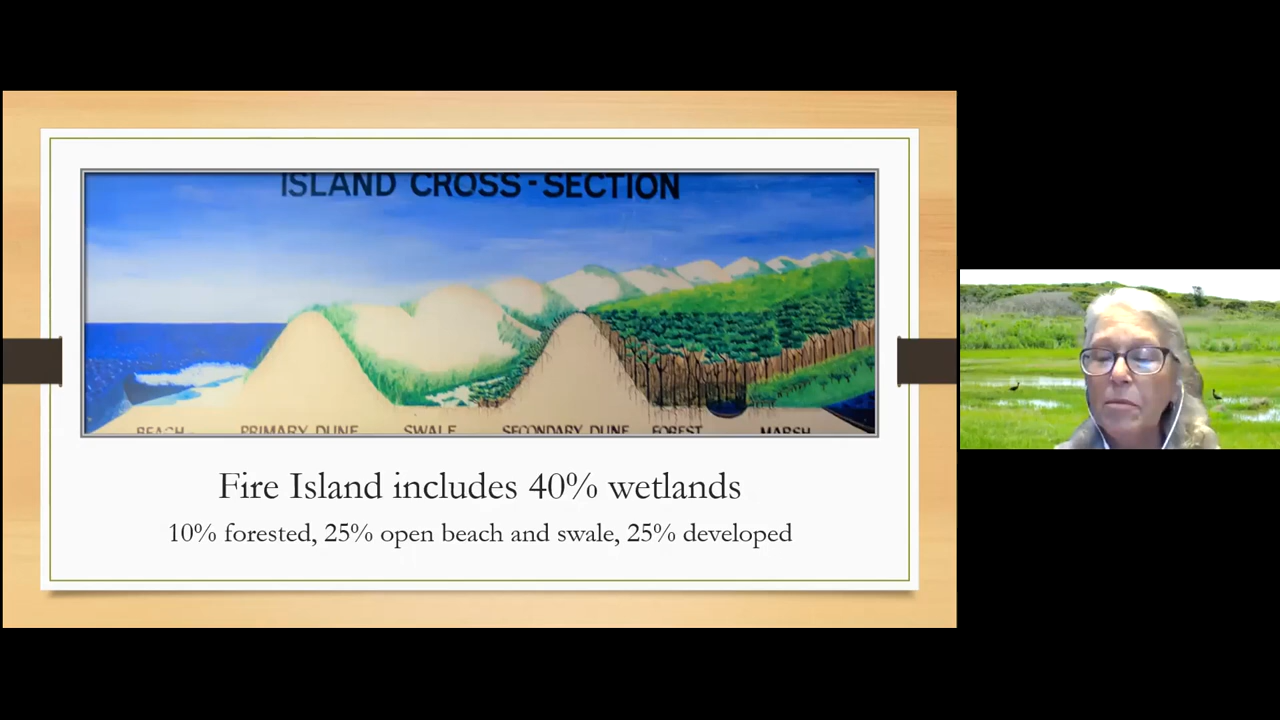 ISLAND CROSS-SECTION
BEACH PRIMARY DUNE SWALE SECONDARY DUNE FOREST MARSH
Fire Island includes 40% wetlands
10% forested, 25% open beach and swale, 25% developed